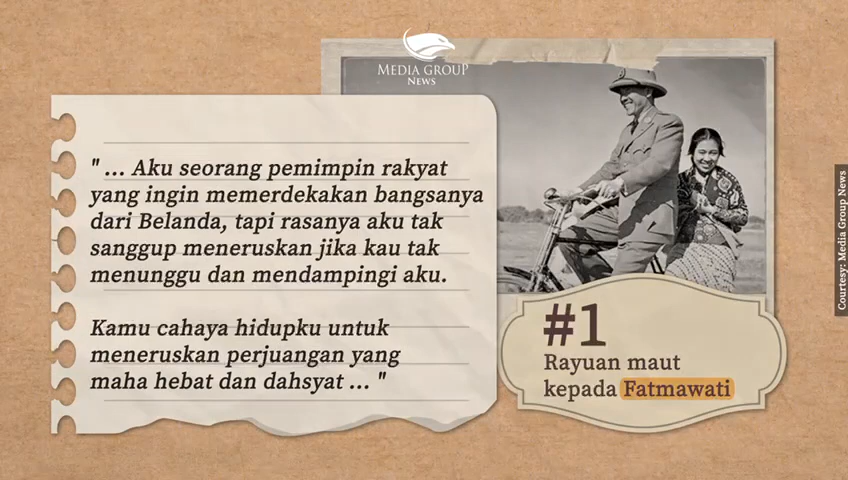 MEDIA GROUP
NEWS
" ... Aku seorang pemimpin rakyat
yang ingin memerdekakan bangsanya
dari Belanda, tapi rasanya aku tak
sanggup meneruskan jika kau tak
menunggu dan mendampingi aku.
Kamu cahaya hidupku untuk
meneruskan perjuangan yang
maha hebat dan dahsyat ... "
#1
Rayuan maut
kepada Fatmawati
Courtesy: Media Group News